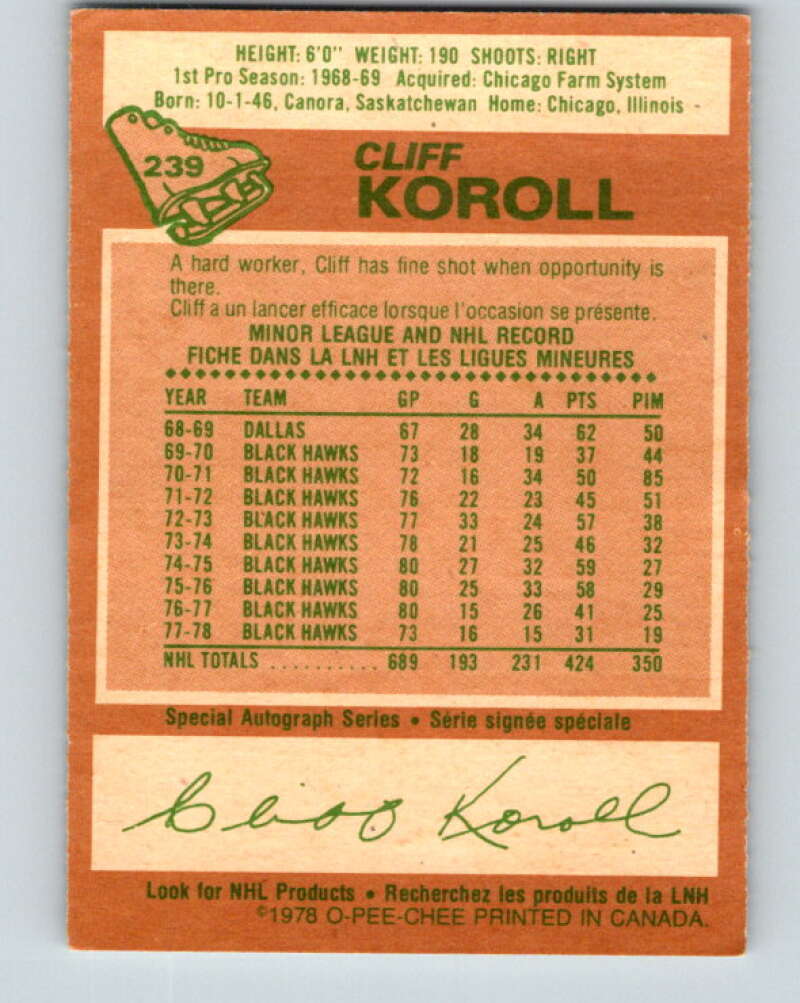 HEIGHT: 6'0" WEIGHT: 190 SHOOTS: RIGHT
1st Pro Season: 1968-69 Acquired: Chicago Farm System
Born: 10-1-46, Canora, Saskatchewan Home: Chicago, Illinois
239
CLIFF
KOROLL
A hard worker, Cliff has fine shot when opportunity is
there.
Cliff a un lancer efficace lorsque l'occasion se présente.
MINOR LEAGUE AND NHL RECORD
FICHE DANS LA LNH ET LES LIGUES MINEURES
YEAR TEAM GP G A PTS PIM
68-69 DALLAS 67 28 34 62 50
69-70 BLACK HAWKS 73 18 19 37 44
70-71 BLACK HAWKS 72 16 34 50 85
71-72 BLACK HAWKS 76 22 23 45 51
72-73 BLACK HAWKS 77 33 24 57 38
73-74 BLACK HAWKS 78 21 25 46 32
74-75 BLACK HAWKS 80 27 32 59 27
75-76 BLACK HAWKS 80 25 33 58 29
76-77 BLACK HAWKS 80 15 26 41 25
77-78 BLACK HAWKS 73 16 15 31 19
NHL TOTALS .......... 689 193 231 424 350
Special Autograph Series • Série signée spéciale
Cliff Koroll
Look for NHL Products • Recherchez les produits de la LNH
©1978 O-PEE-CHEE PRINTED IN CANADA.